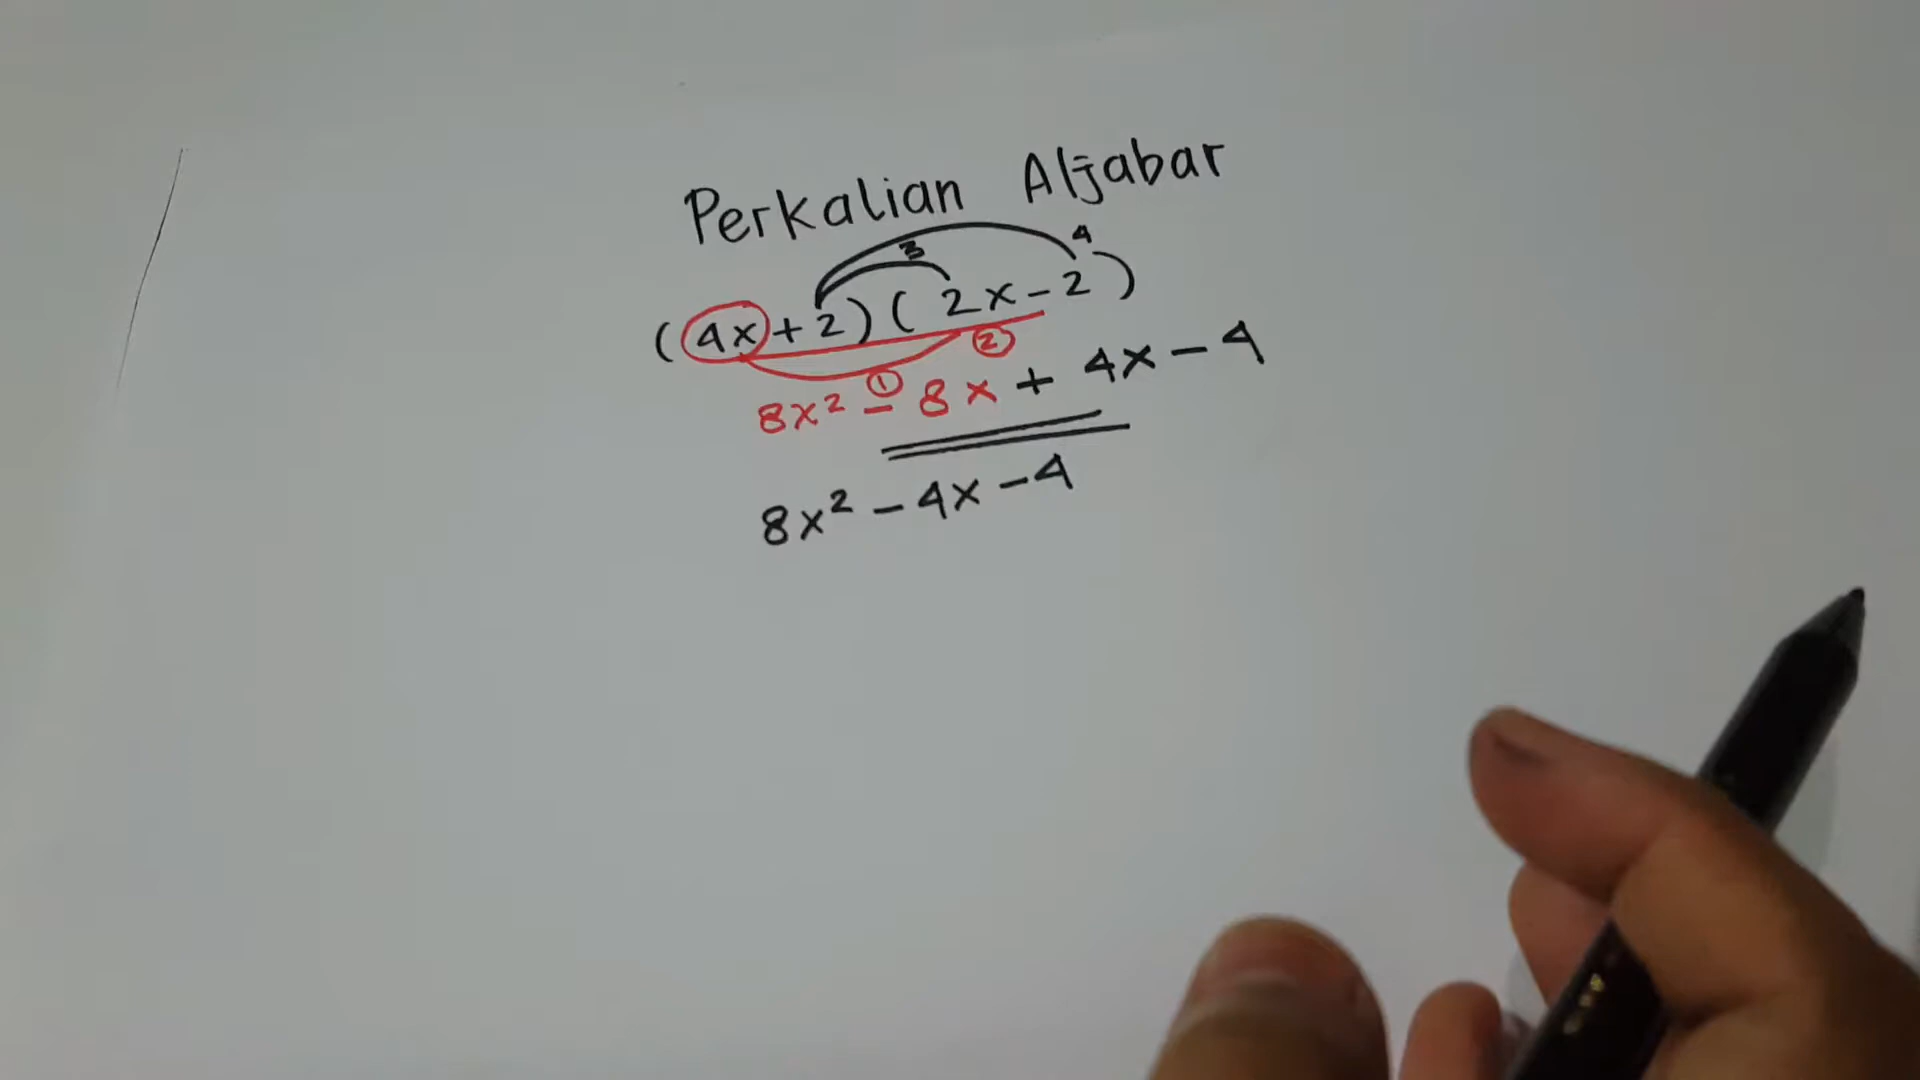 Perkalian Aljabar
3 4
(4x+2)(2x-2)
① ②
8x² - 8x + 4x - 4
8x² - 4x - 4